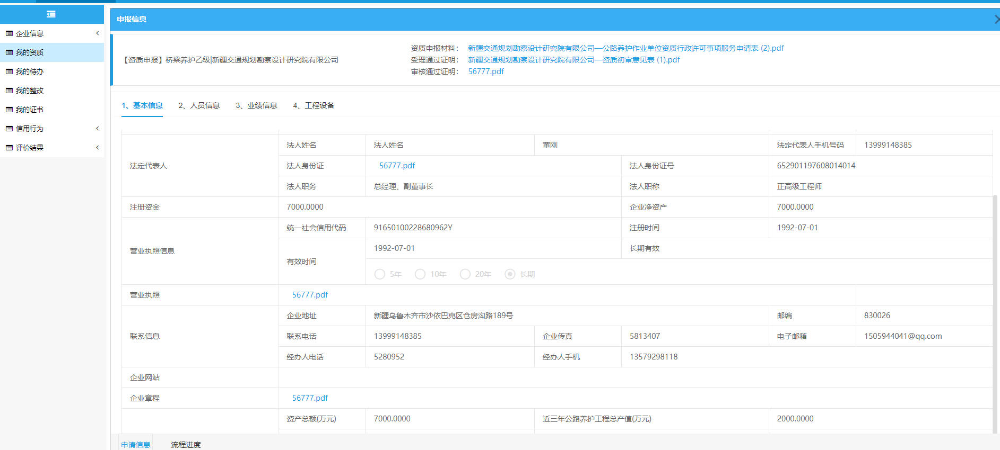 申报信息
企业信息
我的资质
我的待办
我的整改
我的证书
信用行为
评价结果
【资质申报】桥梁养护乙级|新疆交通规划勘察设计研究院有限公司
资质申报材料： 新疆交通规划勘察设计研究院有限公司—公路养护作业单位资质行政许可事项服务申请表 (2).pdf
受理通过证明： 新疆交通规划勘察设计研究院有限公司—资质初审意见表 (1).pdf
审核通过证明： 56777.pdf
1、基本信息 2、人员信息 3、业绩信息 4、工程设备
法定代表人
法人姓名 法人姓名 董刚 法定代表人手机号码 13999148385
法人身份证 56777.pdf 法人身份证号 652901197608014014
法人职务 总经理、副董事长 法人职称 正高级工程师
注册资金 7000.0000 企业净资产 7000.0000
营业执照信息
统一社会信用代码 91650100228680962Y 注册时间 1992-07-01
有效时间 1992-07-01 长期有效
5年 10年 20年 长期
营业执照 56777.pdf
联系信息
企业地址 新疆乌鲁木齐市沙依巴克区仓房沟路189号 邮编 830026
联系电话 13999148385 企业传真 5813407 电子邮箱 1505944041@qq.com
经办人电话 5280952 经办人手机 13579298118
企业网站
企业章程 56777.pdf
资产总额(万元) 7000.0000 近三年公路养护工程总产值(万元) 2000.0000
申请信息 流程进度